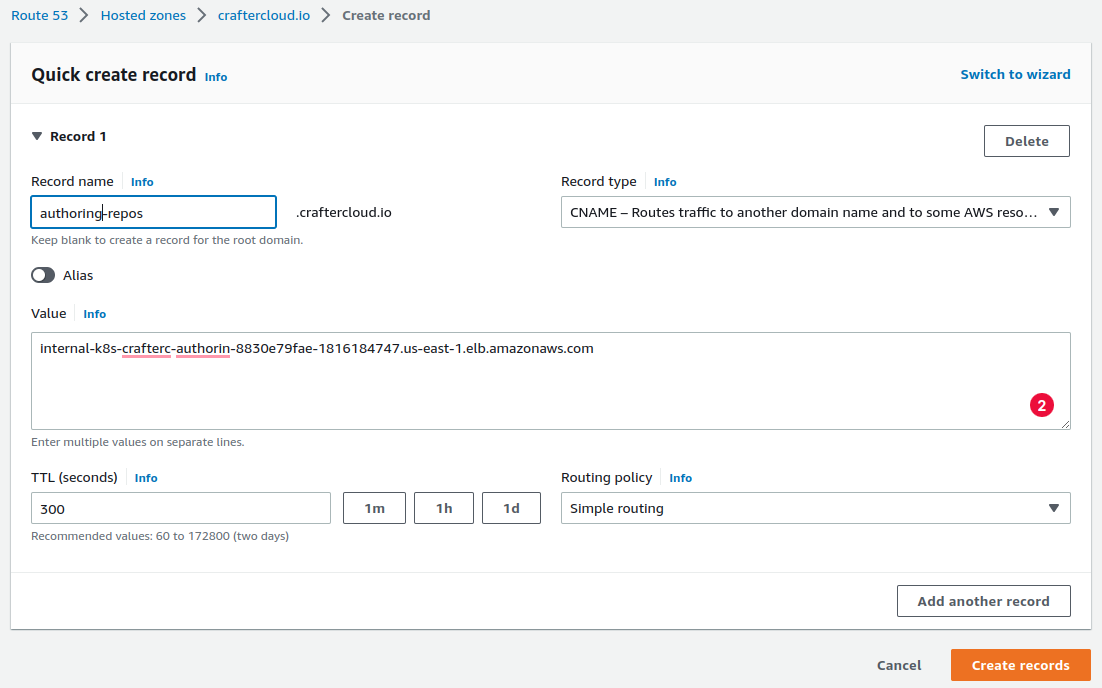 Route 53 > Hosted zones > craftercloud.io > Create record
Quick create record Info Switch to wizard
Record 1 Delete
Record name Info Record type Info
authoring-repos .craftercloud.io CNAME – Routes traffic to another domain name and to some AWS reso...
Keep blank to create a record for the root domain.
Alias
Value Info
internal-k8s-crafterc-authorin-8830e79fae-1816184747.us-east-1.elb.amazonaws.com
2
Enter multiple values on separate lines.
TTL (seconds) Info Routing policy Info
300 1m 1h 1d Simple routing
Recommended values: 60 to 172800 (two days)
Add another record
Cancel Create records